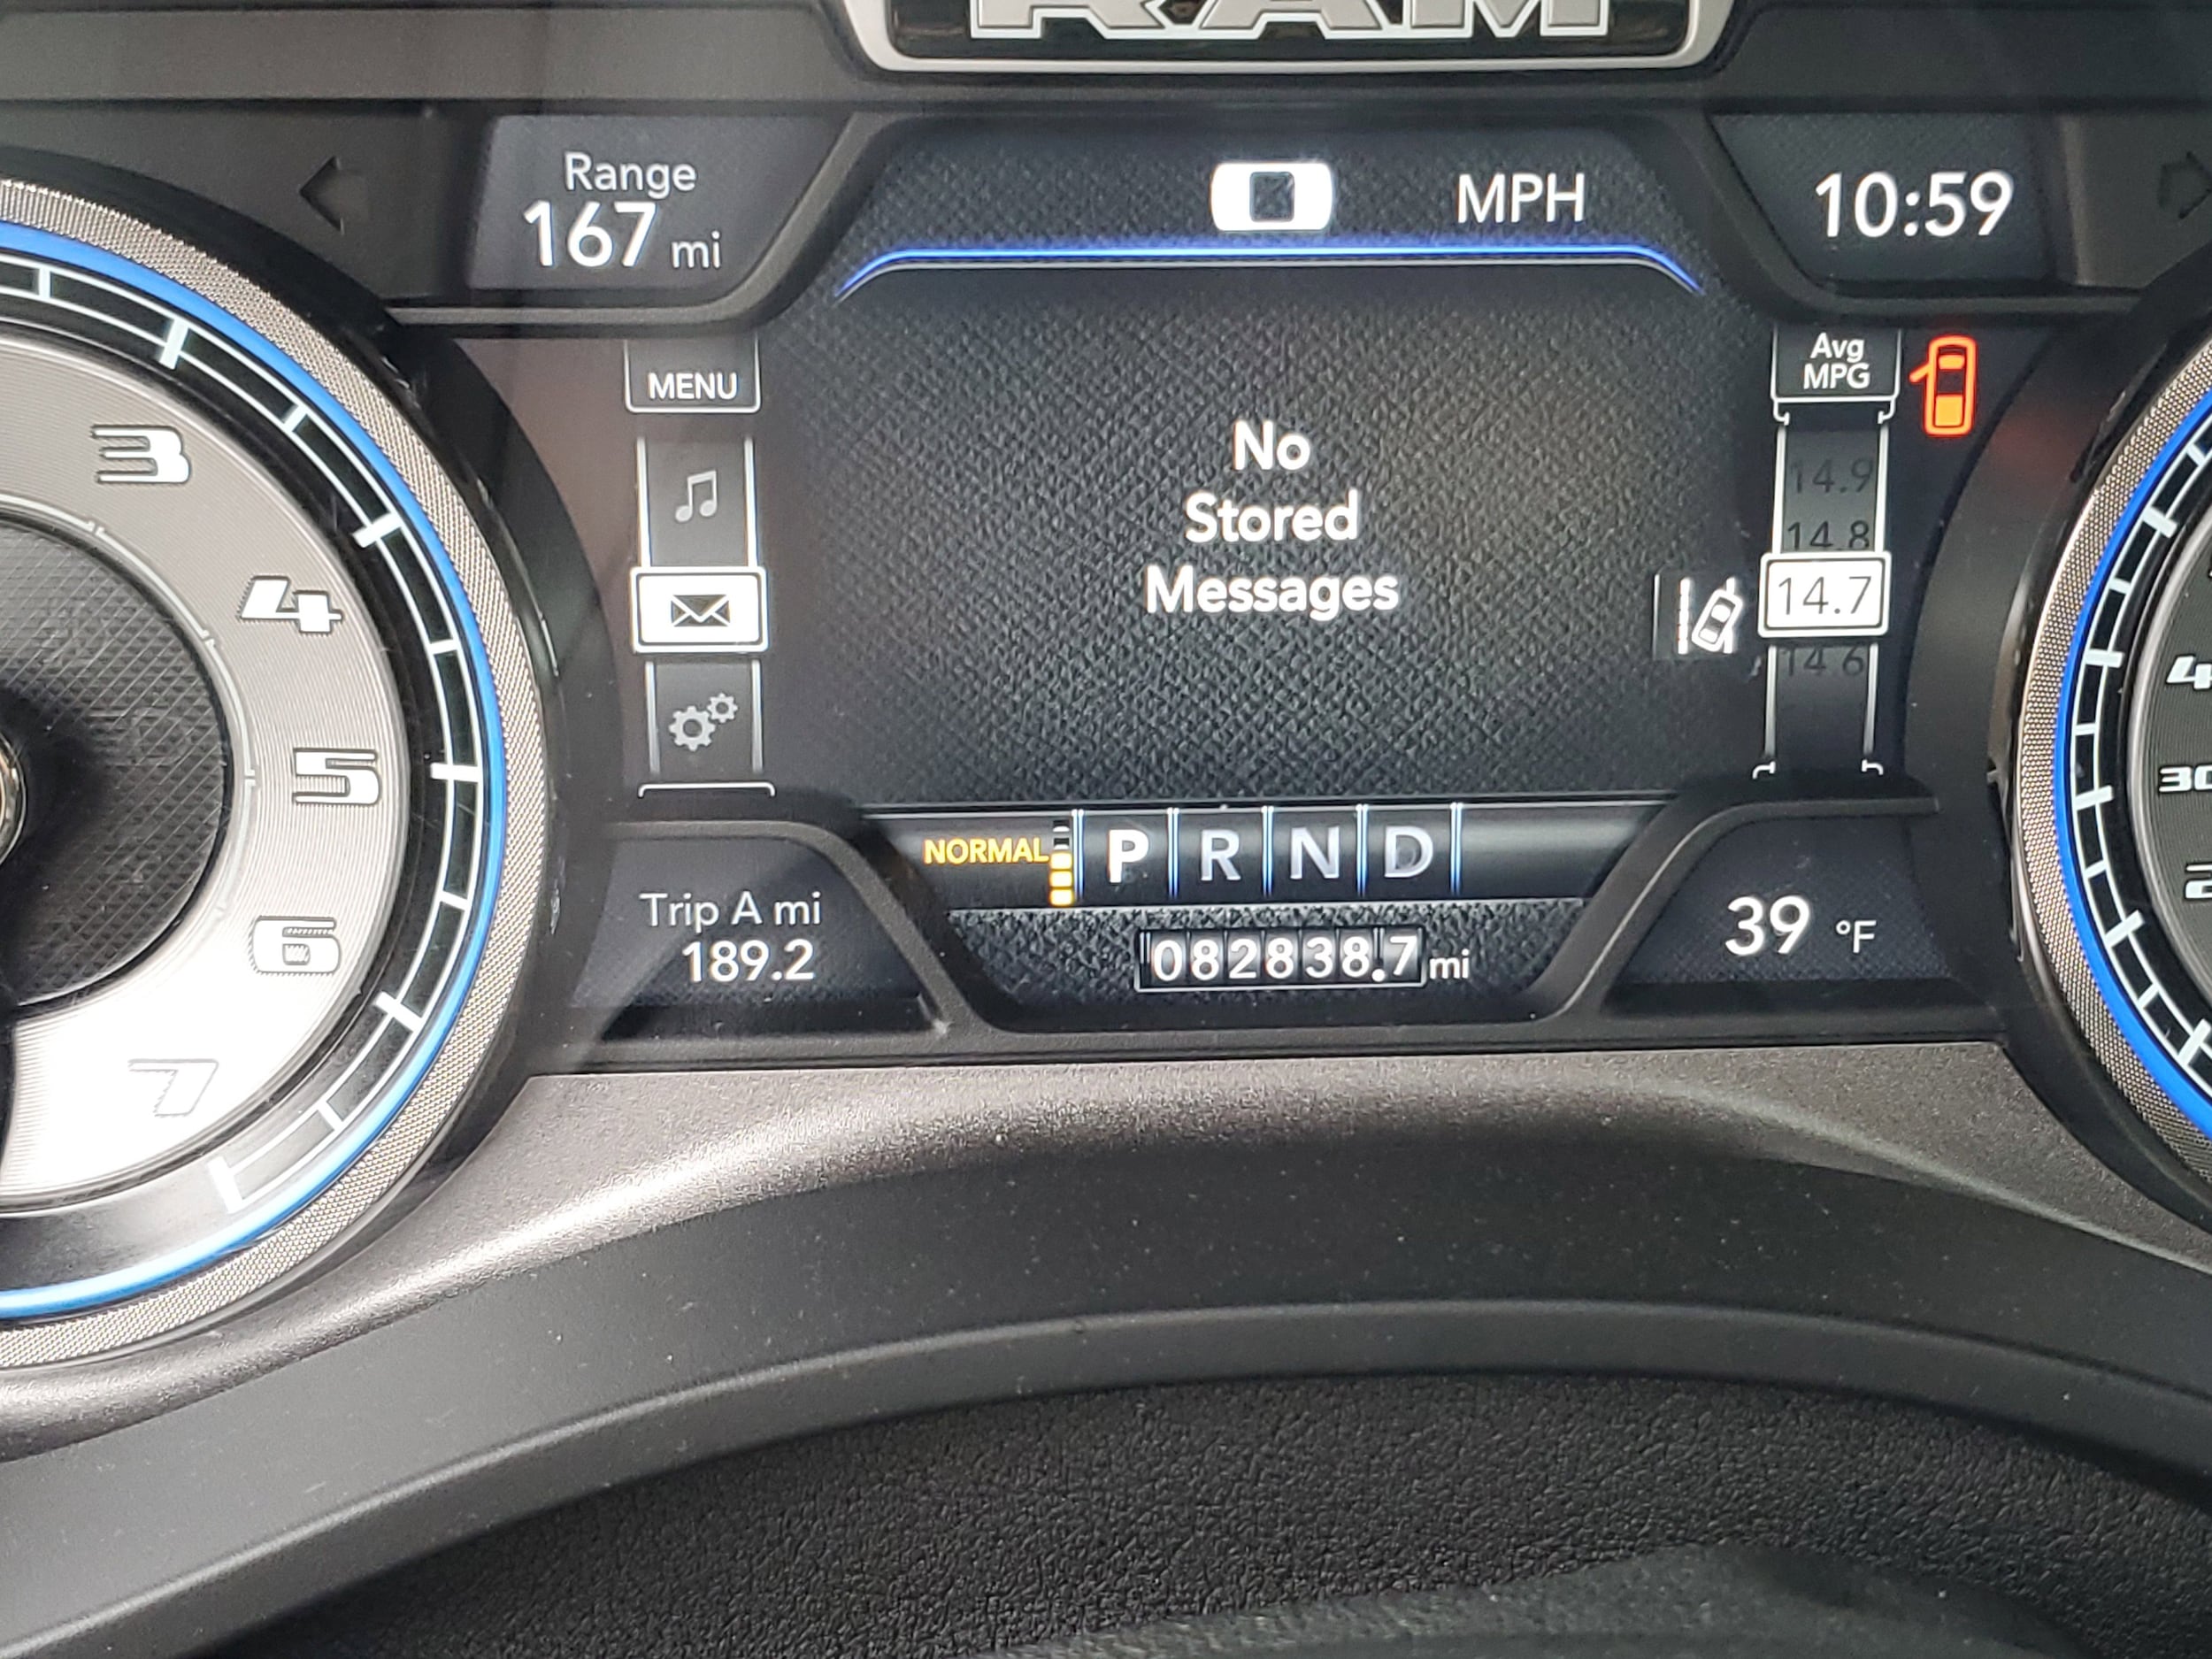 RAM
Range
167 mi
0 MPH
10:59
MENU
Avg
MPG
14.9
14.8
14.7
14.6
No
Stored
Messages
3
4
5
6
7
NORMAL P R N D
Trip A mi
189.2
082838.7 mi
39 °F